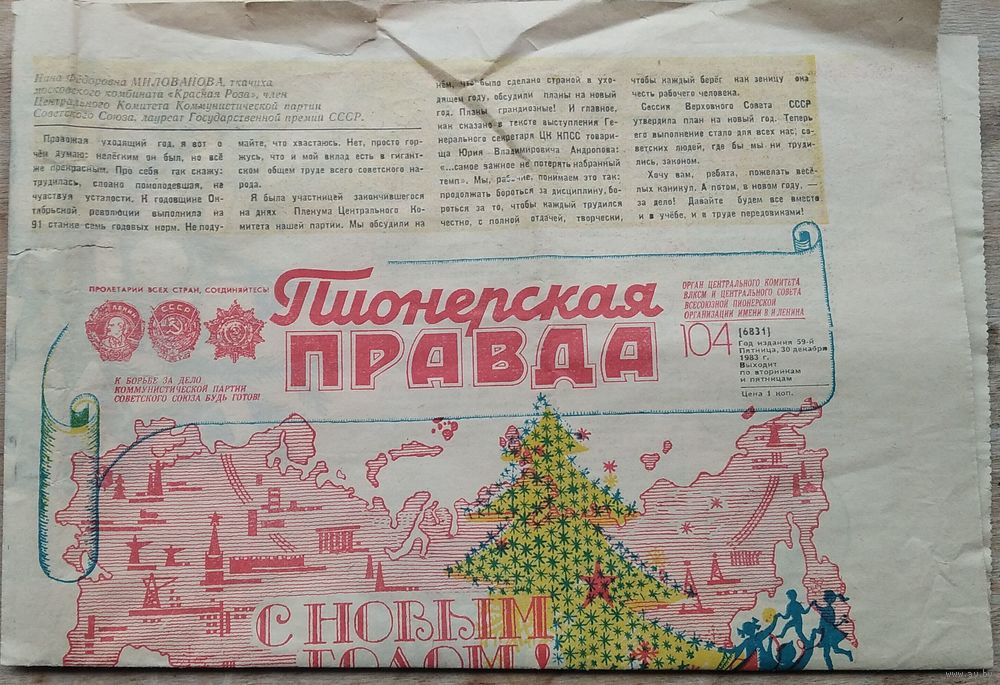 Нина Фёдоровна МИЛОВАНОВА, ткачиха
московского комбината «Красная Роза», член
Центрального Комитета Коммунистической партии
Советского Союза, лауреат Государственной премии СССР.
Провожая уходящий год, я вот о
чём думаю: нелёгким он был, но всё
же прекрасным. Про себя так скажу:
трудилась, словно помолодевшая, не
чувствуя усталости. К годовщине Ок-
тябрьской революции выполнила на
91 станке семь годовых норм. Не поду-
майте, что хвастаюсь. Нет, просто гор-
жусь, что и мой вклад есть в гигант-
ском общем труде всего советского на-
рода.
Я была участницей закончившегося
на днях Пленума Центрального Ко-
митета нашей партии. Мы обсудили на
нём, что было сделано страной в ухо-
дящем году, обсудили планы на новый
год. Планы грандиозные! И главное,
как сказано в тексте выступления Ге-
нерального секретаря ЦК КПСС товари-
ща Юрия Владимировича Андропова:
«...самое важное не потерять набранный
темп». Мы, рабочие, понимаем это так:
продолжать бороться за дисциплину, бо-
роться за то, чтобы каждый трудился
честно, с полной отдачей, творчески,
чтобы каждый берёг как зеницу ока
честь рабочего человека.
Сессия Верховного Совета СССР
утвердила план на новый год. Теперь
его выполнение стало для всех нас, со-
ветских людей, где бы мы ни труди-
лись, законом.
Хочу вам, ребята, пожелать весё-
лых каникул. А потом, в новом году, —
за дело! Давайте будем все вместе
и в учёбе, и в труде передовиками!
ПРОЛЕТАРИИ ВСЕХ СТРАН, СОЕДИНЯЙТЕСЬ!
ЛЕНИН
СССР
К БОРЬБЕ ЗА ДЕЛО
КОММУНИСТИЧЕСКОЙ ПАРТИИ
СОВЕТСКОГО СОЮЗА БУДЬ ГОТОВ!
Пионерская
ПРАВДА
ОРГАН ЦЕНТРАЛЬНОГО КОМИТЕТА
ВЛКСМ И ЦЕНТРАЛЬНОГО СОВЕТА
ВСЕСОЮЗНОЙ ПИОНЕРСКОЙ
ОРГАНИЗАЦИИ ИМЕНИ В.И.ЛЕНИНА
104
[6831]
Год издания 59-й
Пятница, 30 декабря
1983 г.
Выходит
по вторникам
и пятницам
Цена 1 коп.
С НОВЫМ
ГОДОМ!
www.ay.by